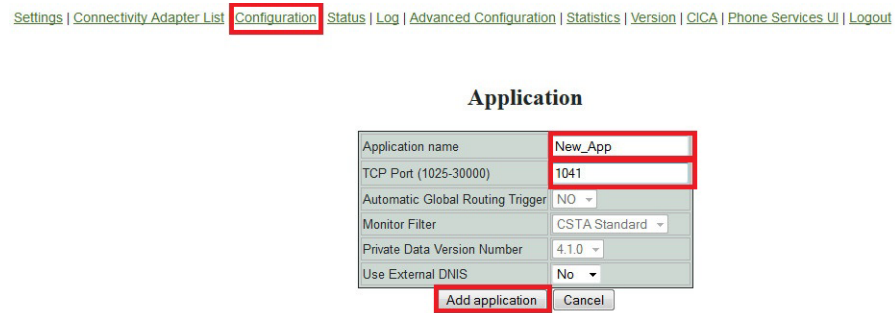 Settings | Connectivity Adapter List | Configuration | Status | Log | Advanced Configuration | Statistics | Version | CICA | Phone Services UI | Logout
Application
Application name New_App
TCP Port (1025-30000) 1041
Automatic Global Routing Trigger NO
Monitor Filter CSTA Standard
Private Data Version Number 4.1.0
Use External DNIS No
Add application Cancel